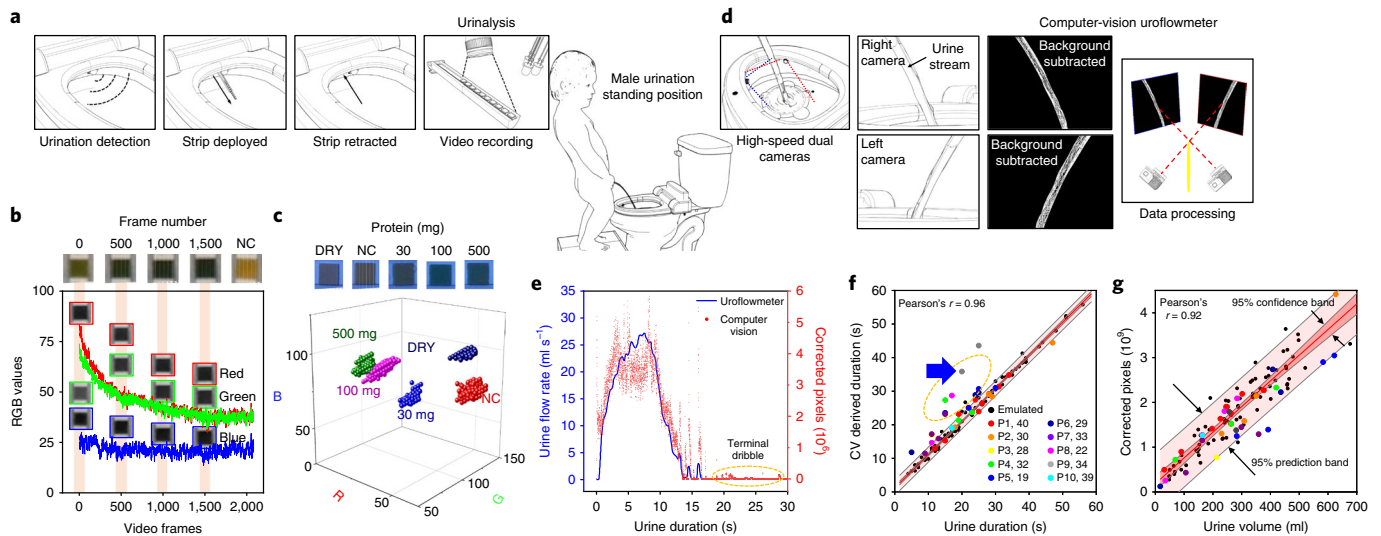 a
Urinalysis
Urination detection
Strip deployed
Strip retracted
Video recording
Male urination
standing position
d
Computer-vision uroflowmeter
Right
camera
Urine
stream
Background
subtracted
High-speed dual
cameras
Left
camera
Background
subtracted
Data processing
b
Frame number
0 500 1,000 1,500 NC
RGB values
100
75
50
25
0
Red
Green
Blue
0 500 1,000 1,500 2,000
Video frames
c
Protein (mg)
DRY NC 30 100 500
500 mg
100 mg
30 mg
DRY
NC
150
100
50
0
B
R
50
50
100
150
G
e
Urine flow rate (ml s⁻¹)
35
30
25
20
15
10
5
0
Uroflowmeter
Computer
vision
Terminal
dribble
6
5
4
3
2
1
0
Corrected pixels (10⁶)
0 5 10 15 20 25 30
Urine duration (s)
f
CV derived duration (s)
60
50
40
30
20
10
0
Pearson's r = 0.96
Emulated
P1, 40
P2, 30
P3, 28
P4, 32
P5, 19
P6, 29
P7, 33
P8, 22
P9, 34
P10, 39
0 10 20 30 40 50 60
Urine duration (s)
g
Corrected pixels (10⁹)
4
3
2
1
0
Pearson's
r = 0.92
95% confidence band
95% prediction band
0 100 200 300 400 500 600 700
Urine volume (ml)